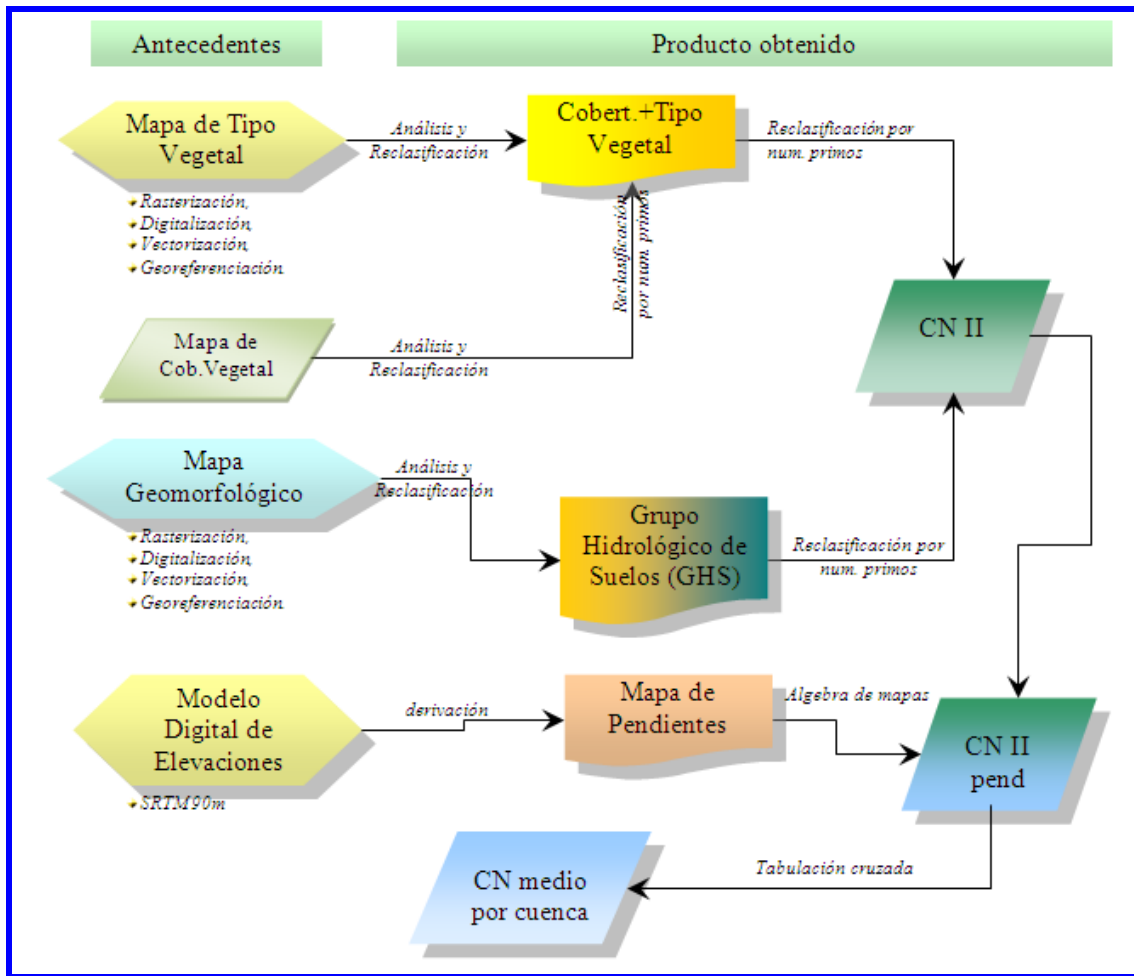 Antecedentes
Producto obtenido
Mapa de Tipo
Vegetal
Análisis y
Reclasificación
Cobert.+Tipo
Vegetal
Reclasificación por
num. primos
Rasterización,
Digitalización,
Vectorización,
Georeferenciación.
Reclasificación
por num. primos
Mapa de
Cob.Vegetal
Análisis y
Reclasificación
CN II
Mapa
Geomorfológico
Análisis y
Reclasificación
Rasterización,
Digitalización,
Vectorización,
Georeferenciación.
Grupo
Hidrológico de
Suelos (GHS)
Reclasificación por
num. primos
Modelo
Digital de
Elevaciones
SRTM90m
derivación
Mapa de
Pendientes
Algebra de mapas
CN II
pend
Tabulación cruzada
CN medio
por cuenca